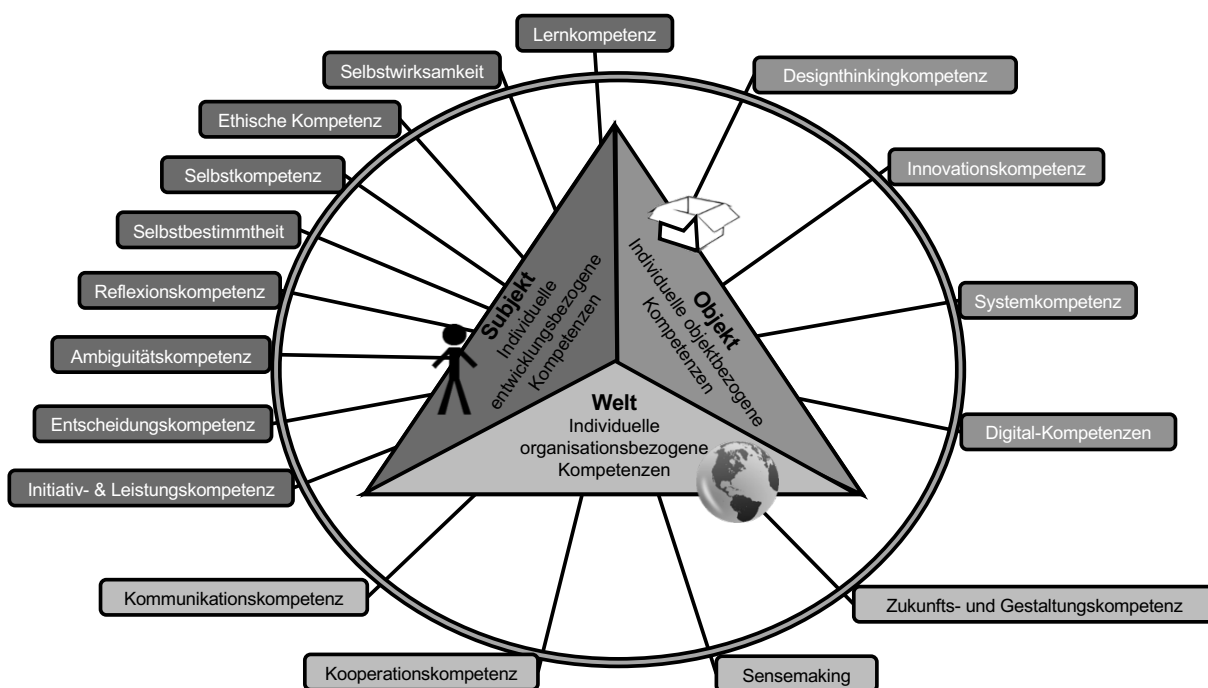 Lernkompetenz
Selbstwirksamkeit
Designthinkingkompetenz
Ethische Kompetenz
Innovationskompetenz
Selbstkompetenz
Selbstbestimmtheit
Reflexionskompetenz
Systemkompetenz
Ambiguitätskompetenz
Entscheidungskompetenz
Digital-Kompetenzen
Initiativ- & Leistungskompetenz
Subjekt
Individuelle
entwicklungsbezogene
Kompetenzen
Objekt
Individuelle objektbezogene
Kompetenzen
Welt
Individuelle
organisationsbezogene
Kompetenzen
Kommunikationskompetenz
Zukunfts- und Gestaltungskompetenz
Kooperationskompetenz
Sensemaking